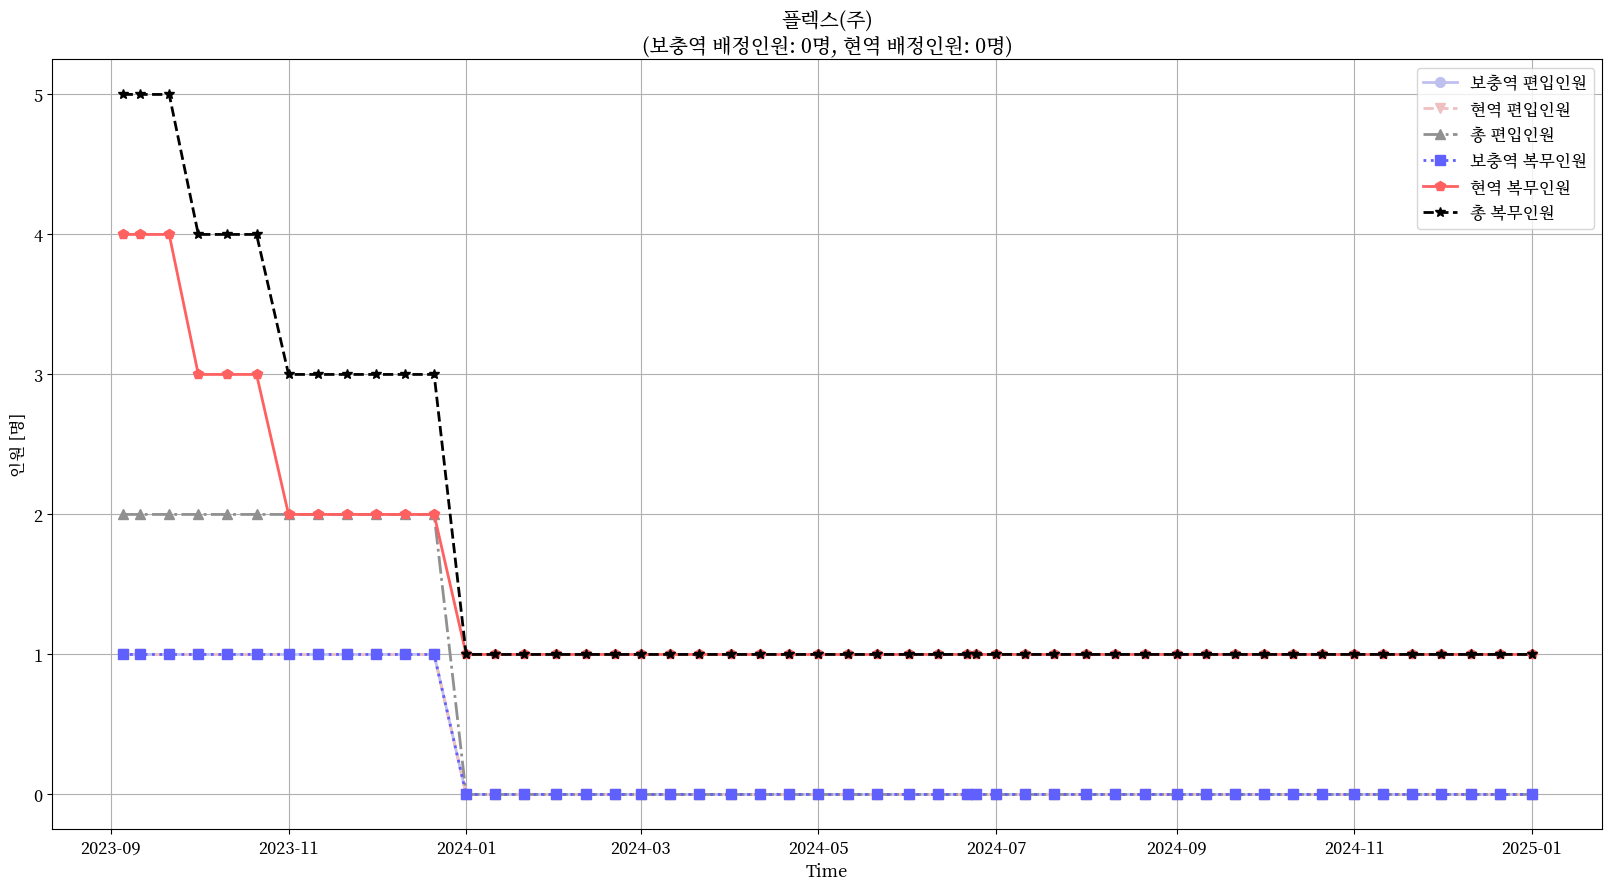 플렉스(주)
(보충역 배정인원: 0명, 현역 배정인원: 0명)
보충역 편입인원
현역 편입인원
총 편입인원
보충역 복무인원
현역 복무인원
총 복무인원
인원 [명]
5
4
3
2
1
0
2023-09 2023-11 2024-01 2024-03 2024-05 2024-07 2024-09 2024-11 2025-01
Time